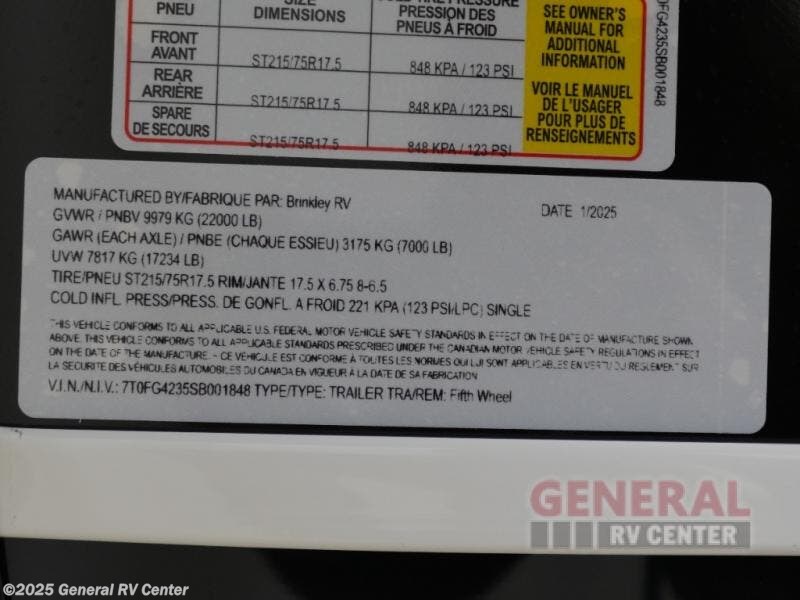 PNEU
DIMENSIONS
PRESSION DES
PNEUS À FROID
SEE OWNER'S
MANUAL FOR
ADDITIONAL
INFORMATION
FRONT
AVANT
ST215/75R17.5
848 KPA / 123 PSI
REAR
ARRIÈRE
ST215/75R17.5
848 KPA / 123 PSI
SPARE
DE SECOURS
ST215/75R17.5
848 KPA / 123 PSI
VOIR LE MANUEL
DE L'USAGER
POUR PLUS DE
RENSEIGNEMENTS
MANUFACTURED BY/FABRIQUE PAR: Brinkley RV
DATE 1/2025
GVWR / PNBV 9979 KG (22000 LB)
GAWR (EACH AXLE) / PNBE (CHAQUE ESSIEU) 3175 KG (7000 LB)
UVW 7817 KG (17234 LB)
TIRE/PNEU ST215/75R17.5 RIM/JANTE 17.5 X 6.75 8-6.5
COLD INFL. PRESS/PRESS. DE GONFL. A FROID 221 KPA (123 PSI/LPC) SINGLE
THIS VEHICLE CONFORMS TO ALL APPLICABLE U.S. FEDERAL MOTOR VEHICLE SAFETY STANDARDS IN EFFECT ON THE DATE OF MANUFACTURE SHOWN
ABOVE. THIS VEHICLE CONFORMS TO ALL APPLICABLE STANDARDS PRESCRIBED UNDER THE CANADIAN MOTOR VEHICLE SAFETY REGULATIONS IN EFFECT
ON THE DATE OF THE MANUFACTURE. - CE VEHICULE EST CONFORME À TOUTES LES NORMES QUI LUI SONT APPLICABLES EN VERTU DU REGLEMENT SUR
LA SECURITE DES VÉHICULES AUTOMOBILES DU CANADA EN VIGUEUR À LA DATE DE SA FABRICATION
V.I.N./N.I.V.: 7T0FG4235SB001848 TYPE/TYPE: TRAILER TRA/REM: Fifth Wheel
GENERAL
RV CENTER
©2025 General RV Center